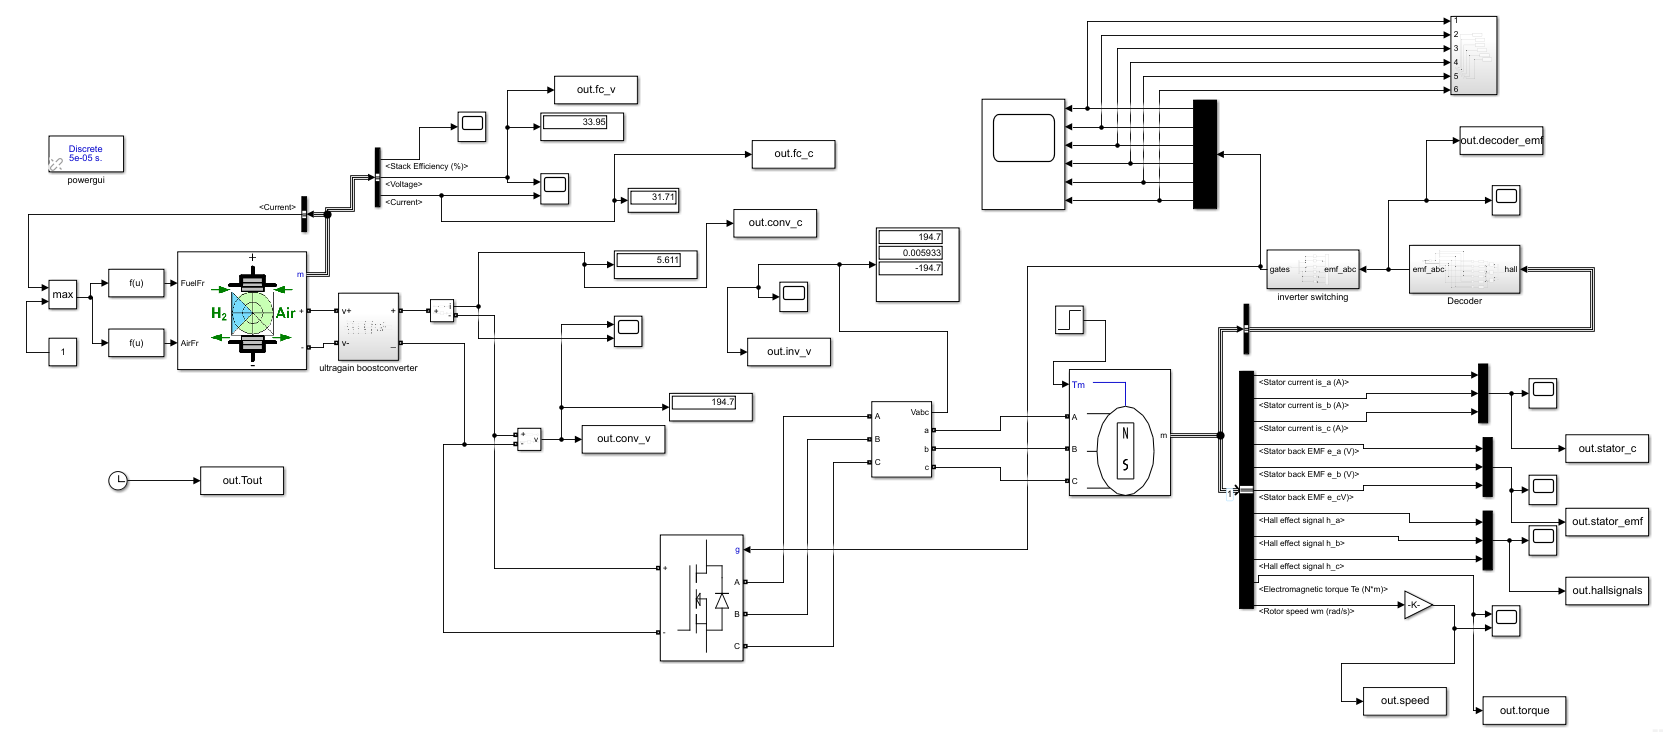 Discrete
5e-05 s.
powergui
<Current>
max
1
f(u)
f(u)
FuelFr
AirFr
+
m
H2
Air
+
-
-
v+
v-
+
_
ultragain boostconverter
+
i
-
<Stack Efficiency (%)>
<Voltage>
<Current>
out.fc_v
33.95
out.fc_c
31.71
out.conv_c
5.611
194.7
0.005933
-194.7
out.inv_v
194.7
+
-
v
out.conv_v
out.Tout
g
+
-
A
B
C
A
B
C
Vabc
a
b
c
Tm
A
B
C
N
S
m
1
2
3
4
5
6
out.decoder_emf
gates
emf_abc
inverter switching
emf_abc
hall
Decoder
1
<Stator current is_a (A)>
<Stator current is_b (A)>
<Stator current is_c (A)>
<Stator back EMF e_a (V)>
<Stator back EMF e_b (V)>
<Stator back EMF e_cV)>
<Hall effect signal h_a>
<Hall effect signal h_b>
<Hall effect signal h_c>
<Electromagnetic torque Te (N*m)>
<Rotor speed wm (rad/s)>
-K-
out.stator_c
out.stator_emf
out.hallsignals
out.speed
out.torque